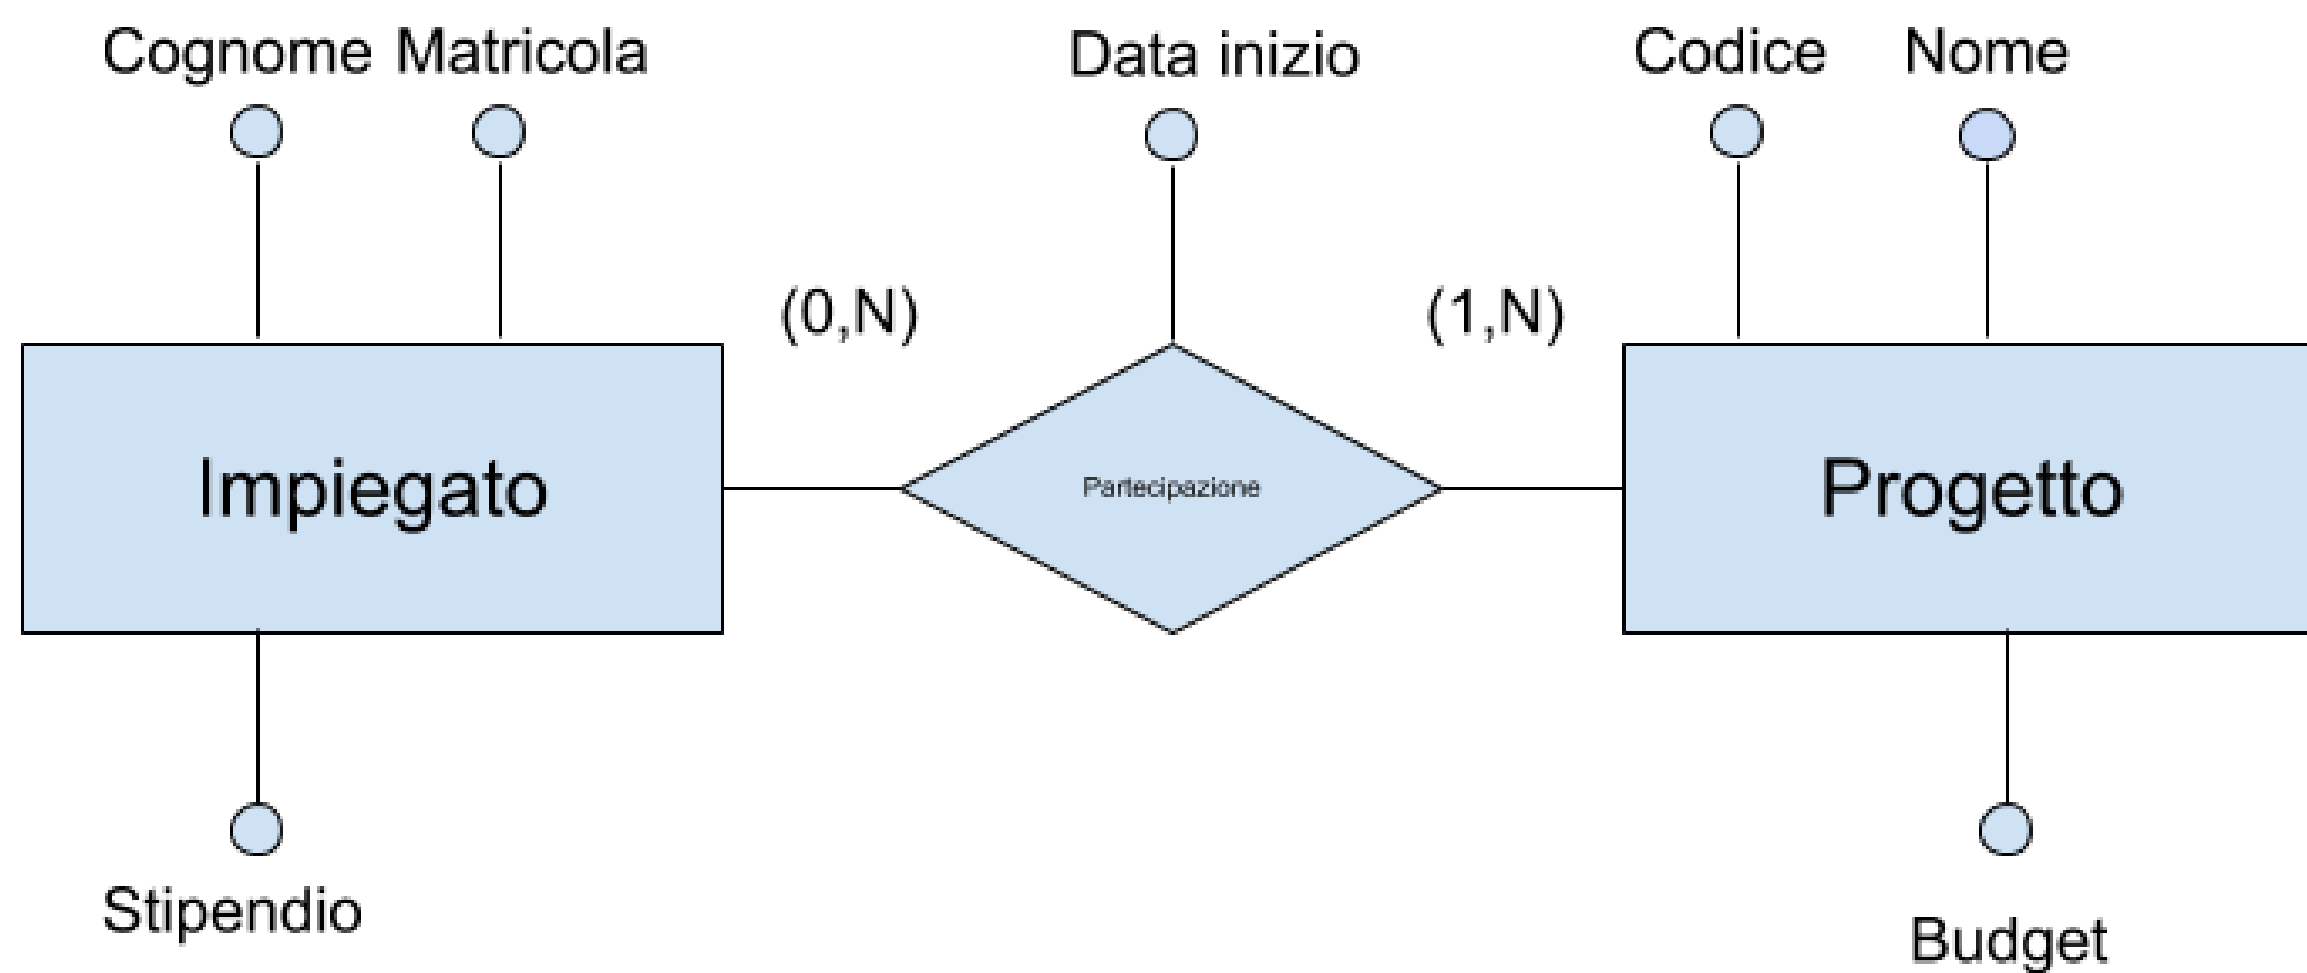 Cognome Matricola
Data inizio
Codice
Nome
(0,N)
(1,N)
Impiegato
Partecipazione
Progetto
Stipendio
Budget